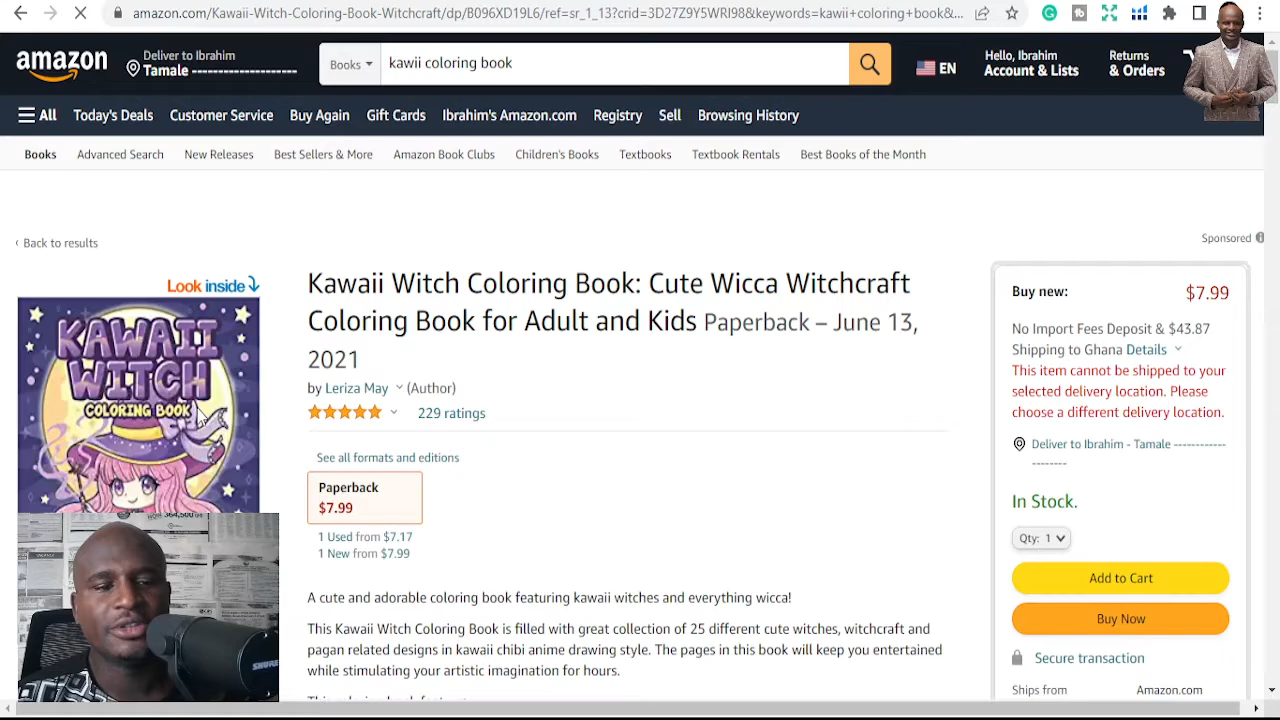 amazon.com/Kawaii-Witch-Coloring-Book-Witchcraft/dp/B096XD19L6/ref=sr_1_13?crid=3D27Z9Y5WRI98&keywords=kawii+coloring+book&...
amazon
Deliver to Ibrahim
Tamale --------------------
Books
kawii coloring book
EN
Hello, Ibrahim
Account & Lists
Returns
& Orders
All
Today's Deals
Customer Service
Buy Again
Gift Cards
Ibrahim's Amazon.com
Registry
Sell
Browsing History
Books
Advanced Search
New Releases
Best Sellers & More
Amazon Book Clubs
Children's Books
Textbooks
Textbook Rentals
Best Books of the Month
‹ Back to results
Sponsored
Look inside
KAWAII
WITCH
COLORING BOOK
Kawaii Witch Coloring Book: Cute Wicca Witchcraft
Coloring Book for Adult and Kids Paperback – June 13,
2021
by Leriza May (Author)
229 ratings
See all formats and editions
Paperback
$7.99
1 Used from $7.17
1 New from $7.99
A cute and adorable coloring book featuring kawaii witches and everything wicca!
This Kawaii Witch Coloring Book is filled with great collection of 25 different cute witches, witchcraft and
pagan related designs in kawaii chibi anime drawing style. The pages in this book will keep you entertained
while stimulating your artistic imagination for hours.
Buy new:
$7.99
No Import Fees Deposit & $43.87
Shipping to Ghana Details
This item cannot be shipped to your
selected delivery location. Please
choose a different delivery location.
Deliver to Ibrahim - Tamale ------------
--------
In Stock.
Qty: 1
Add to Cart
Buy Now
Secure transaction
Ships from
Amazon.com
SHURE